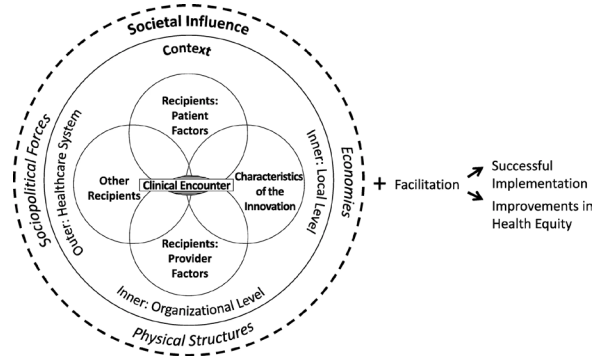 Societal Influence
Context
Recipients:
Patient
Factors
Sociopolitical Forces
Outer: Healthcare System
Other
Recipients
Clinical Encounter
Characteristics
of the
Innovation
Inner: Local Level
Economies
Recipients:
Provider
Factors
Inner: Organizational Level
Physical Structures
+ Facilitation
Successful
Implementation
Improvements in
Health Equity